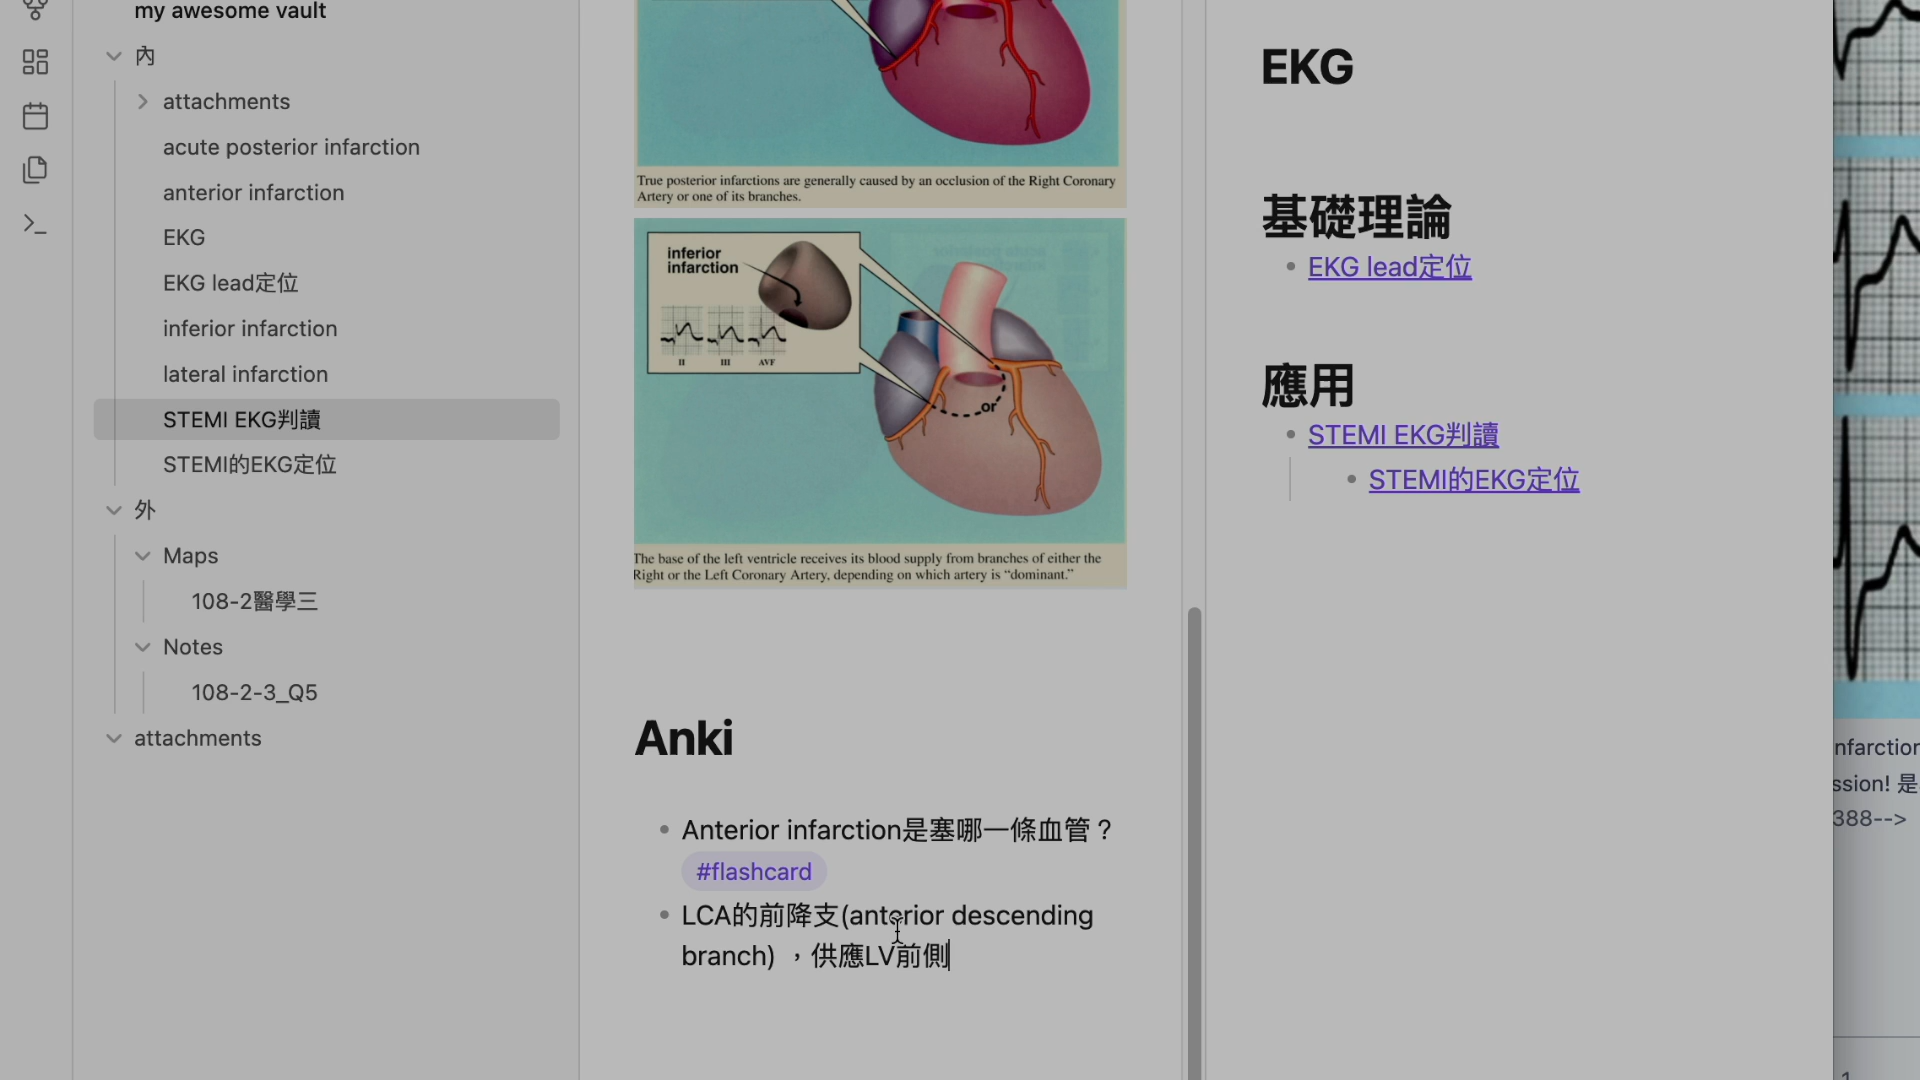 my awesome vault
內
attachments
acute posterior infarction
anterior infarction
EKG
EKG lead定位
inferior infarction
lateral infarction
STEMI EKG判讀
STEMI的EKG定位
外
Maps
108-2醫學三
Notes
108-2-3_Q5
attachments
True posterior infarctions are generally caused by an occlusion of the Right Coronary
Artery or one of its branches.
inferior
infarction
II III AVF
or
The base of the left ventricle receives its blood supply from branches of either the
Right or the Left Coronary Artery, depending on which artery is “dominant.”
Anki
Anterior infarction是塞哪一條血管？
#flashcard
LCA的前降支(anterior descending
branch) ，供應LV前側
EKG
基礎理論
EKG lead定位
應用
STEMI EKG判讀
STEMI的EKG定位
nfarction
ssion! 是
388-->